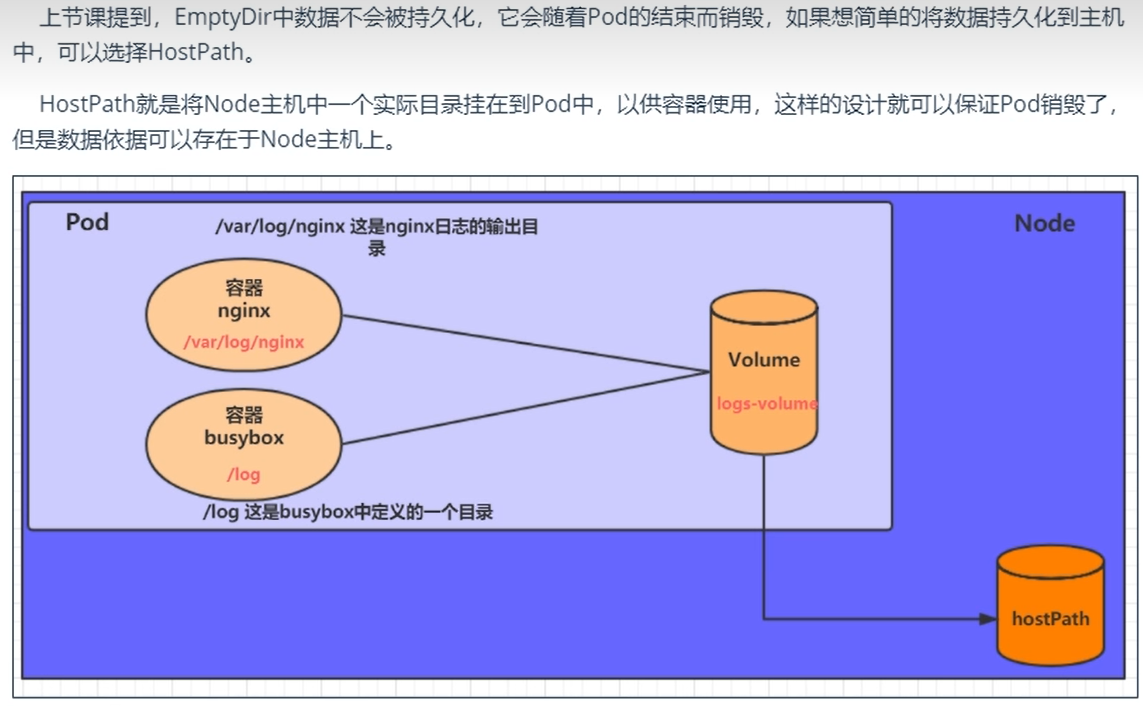 上节课提到，EmptyDir中数据不会被持久化，它会随着Pod的结束而销毁，如果想简单的将数据持久化到主机
中，可以选择HostPath。
HostPath就是将Node主机中一个实际目录挂在到Pod中，以供容器使用，这样的设计就可以保证Pod销毁了，
但是数据依据可以存在于Node主机上。
Pod
/var/log/nginx 这是nginx日志的输出目
录
Node
容器
nginx
/var/log/nginx
Volume
logs-volume
容器
busybox
/log
/log 这是busybox中定义的一个目录
hostPath